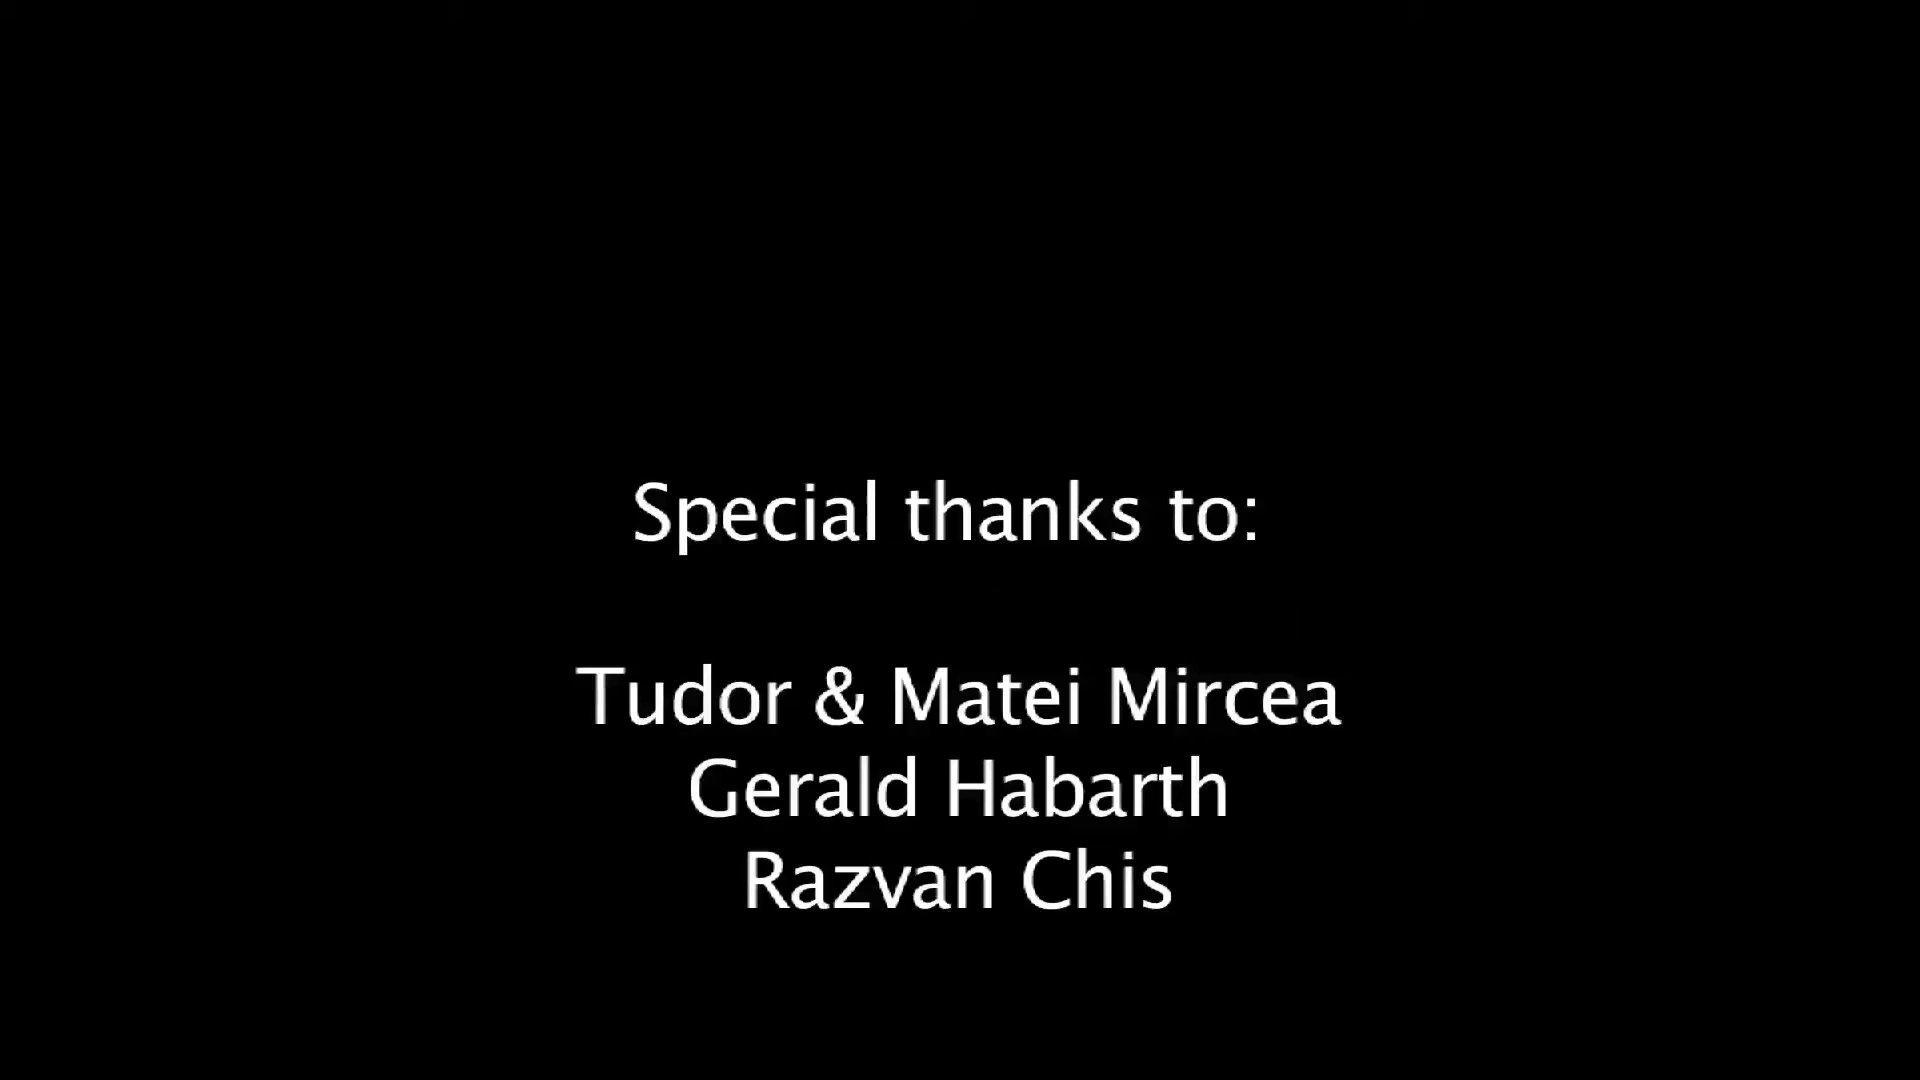 Special thanks to:
Tudor & Matei Mircea
Gerald Habarth
Razvan Chis